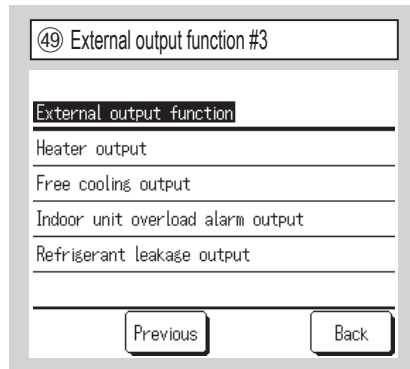 ㊾ External output function #3
External output function
Heater output
Free cooling output
Indoor unit overload alarm output
Refrigerant leakage output
Previous Back